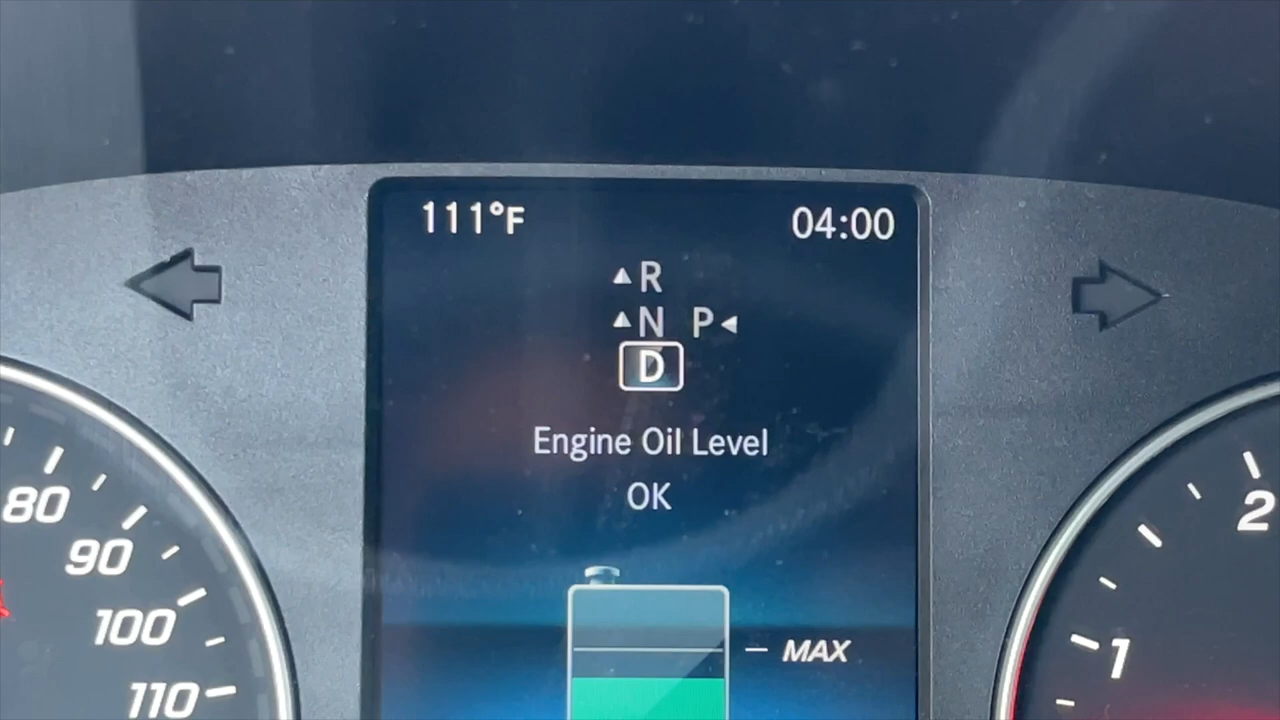 111°F 04:00
▲R
▲N P◄
D
Engine Oil Level
OK
MAX
80
90
100
110
2
1